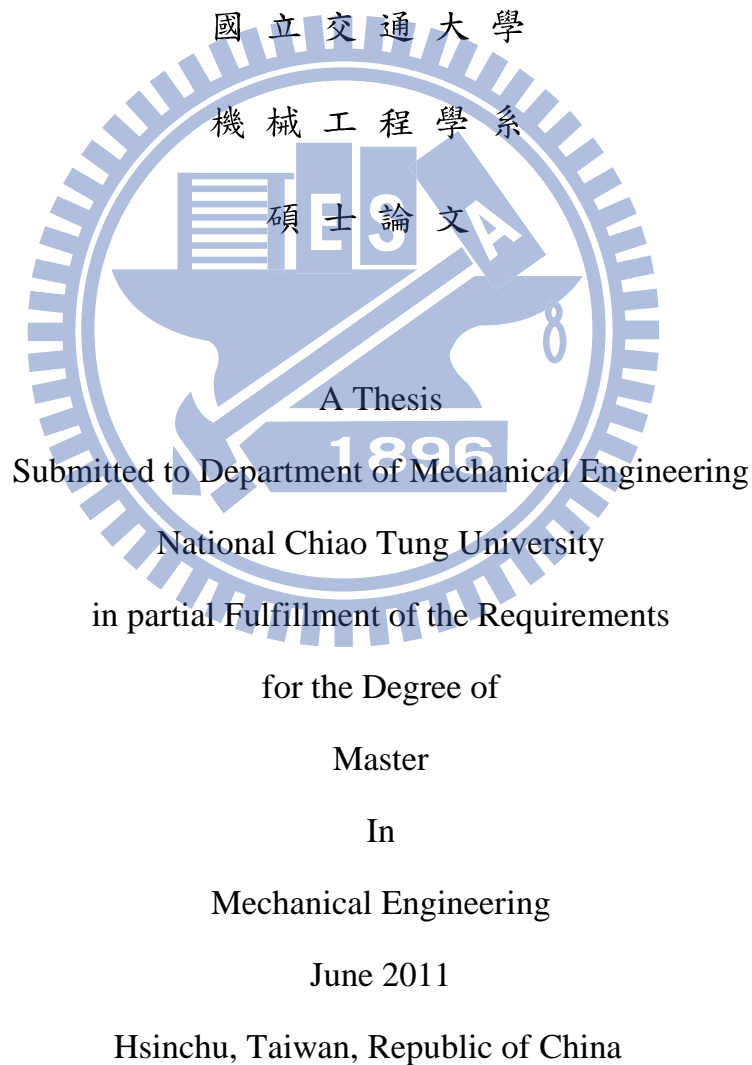 國 立 交 通 大 學
機 械 工 程 學 系
碩 士 論 文
E S A
8
A Thesis
1896
Submitted to Department of Mechanical Engineering
National Chiao Tung University
in partial Fulfillment of the Requirements
for the Degree of
Master
In
Mechanical Engineering
June 2011
Hsinchu, Taiwan, Republic of China